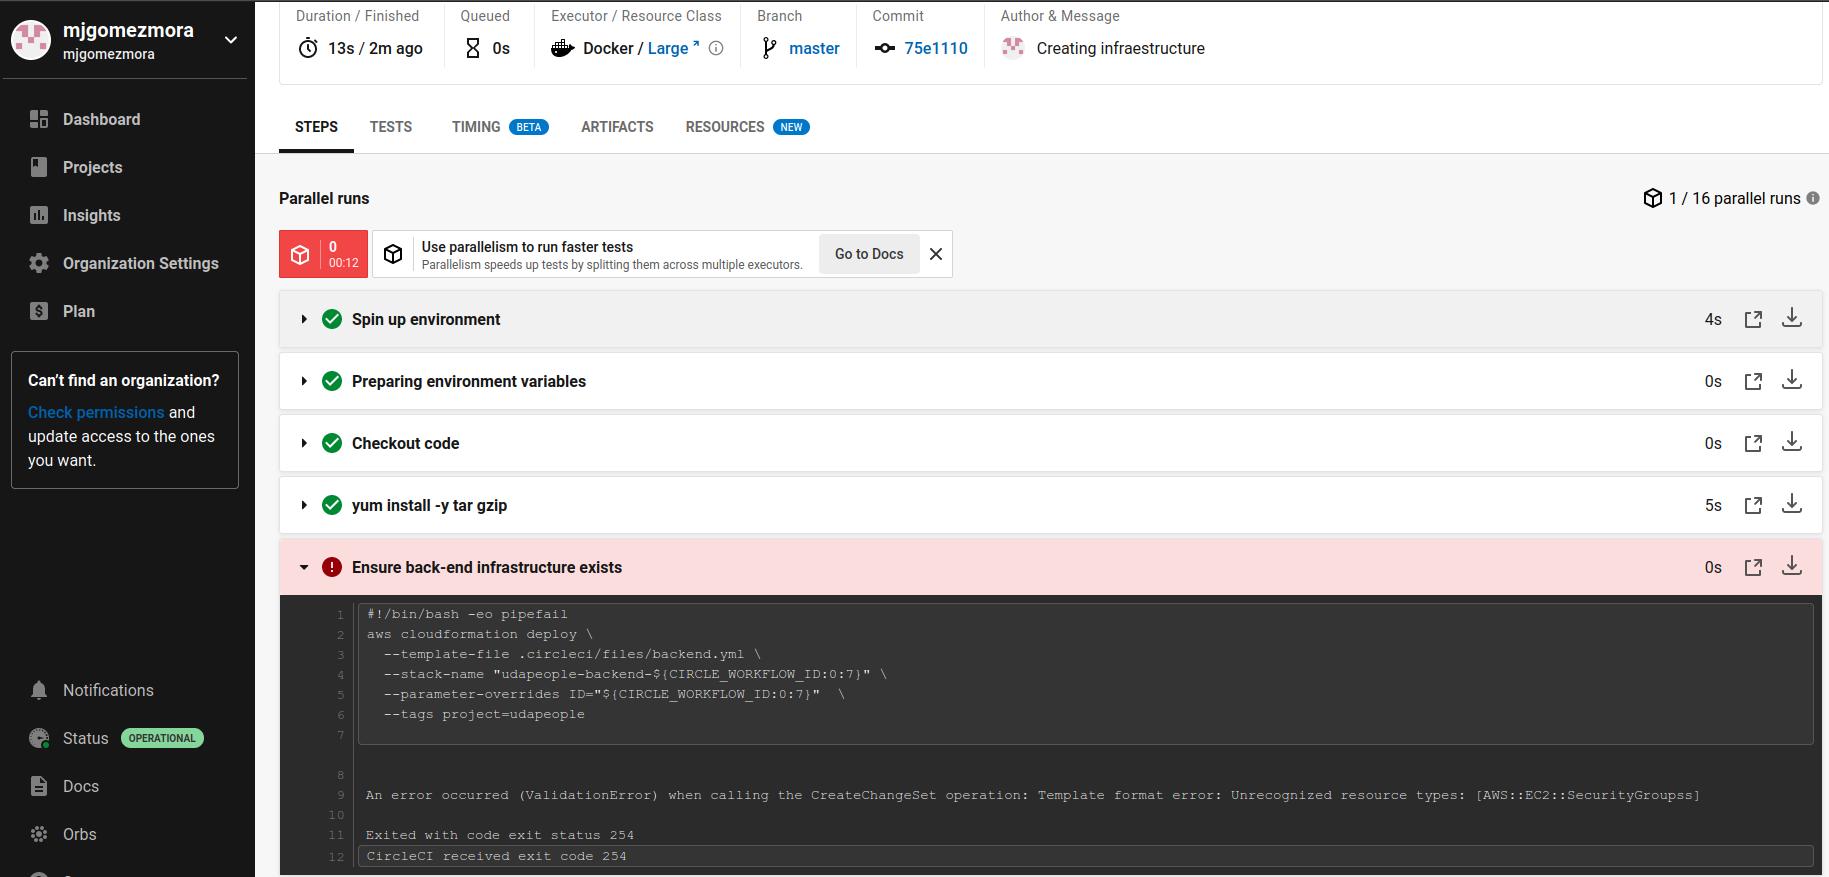 mjgomezmora
mjgomezmora
Dashboard
Projects
Insights
Organization Settings
Plan
Can't find an organization?
Check permissions and
update access to the ones
you want.
Notifications
Status OPERATIONAL
Docs
Orbs
Duration / Finished Queued Executor / Resource Class Branch Commit Author & Message
13s / 2m ago 0s Docker / Large master 75e1110 Creating infraestructure
STEPS TESTS TIMING BETA ARTIFACTS RESOURCES NEW
Parallel runs 1 / 16 parallel runs
0
00:12
Use parallelism to run faster tests
Parallelism speeds up tests by splitting them across multiple executors.
Go to Docs
Spin up environment 4s
Preparing environment variables 0s
Checkout code 0s
yum install -y tar gzip 5s
Ensure back-end infrastructure exists 0s
1 #!/bin/bash -eo pipefail
2 aws cloudformation deploy \
3 --template-file .circleci/files/backend.yml \
4 --stack-name "udapeople-backend-${CIRCLE_WORKFLOW_ID:0:7}" \
5 --parameter-overrides ID="${CIRCLE_WORKFLOW_ID:0:7}" \
6 --tags project=udapeople
7
8
9 An error occurred (ValidationError) when calling the CreateChangeSet operation: Template format error: Unrecognized resource types: [AWS::EC2::SecurityGroupss]
10
11 Exited with code exit status 254
12 CircleCI received exit code 254